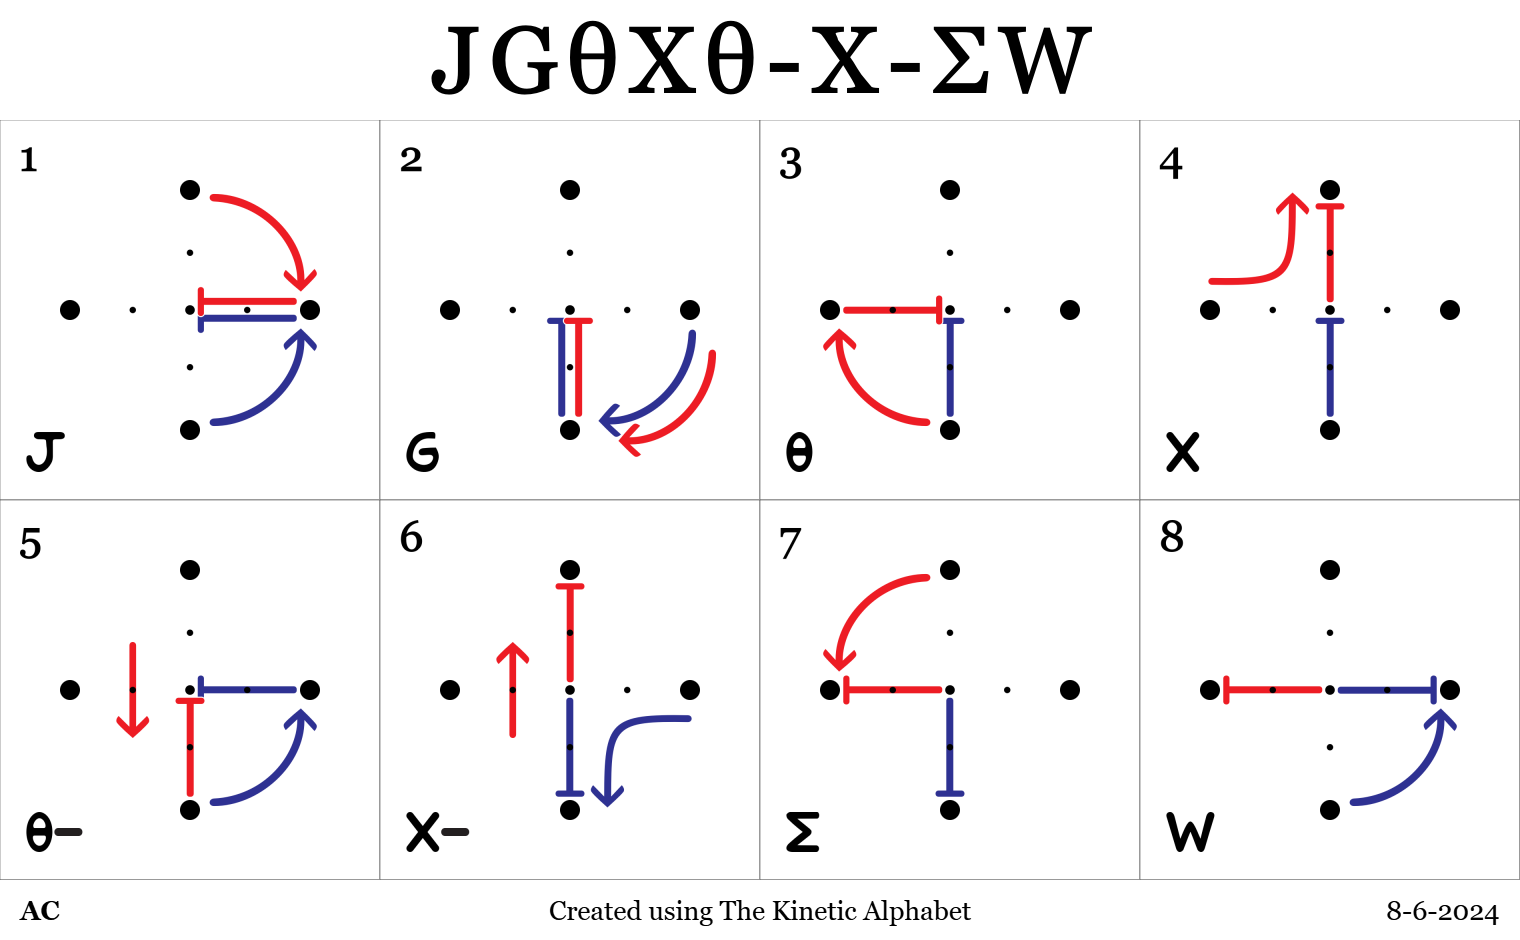 JGθXθ-X-ΣW
1
J
2
G
3
θ
4
X
5
θ-
6
X-
7
Σ
8
W
AC
Created using The Kinetic Alphabet
8-6-2024